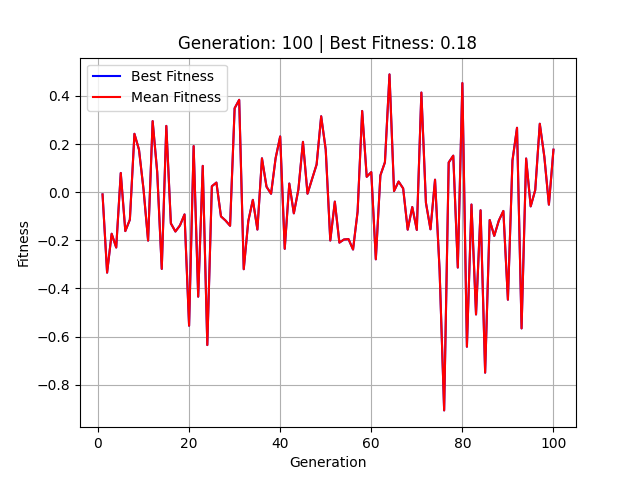 Generation: 100 | Best Fitness: 0.18
Best Fitness
Mean Fitness
0.4
0.2
0.0
−0.2
−0.4
−0.6
−0.8
Fitness
0 20 40 60 80 100
Generation